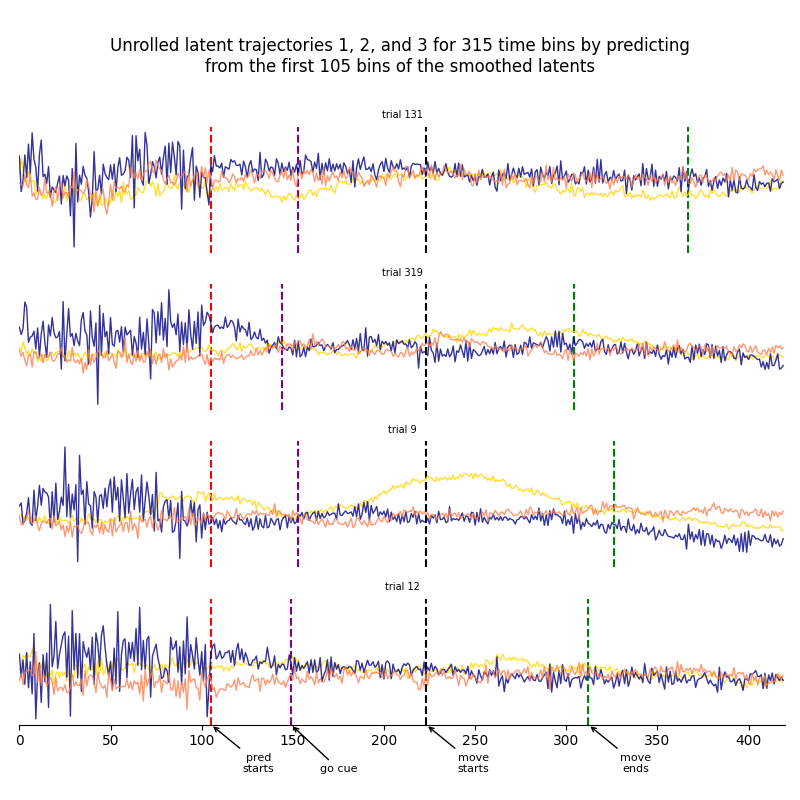 Unrolled latent trajectories 1, 2, and 3 for 315 time bins by predicting
from the first 105 bins of the smoothed latents
trial 131
trial 319
trial 9
trial 12
0 50 100 150 200 250 300 350 400
pred
starts
go cue
move
starts
move
ends